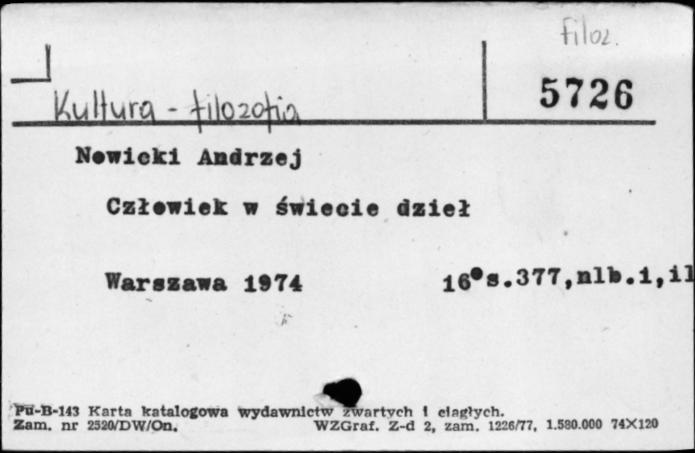 filoz.
5726
Kultura - filozofia
Nowicki Andrzej
Człowiek w świecie dzieł
Warszawa 1974 16°s.377,nlb.1,il
Pu-B-143 Karta katalogowa wydawnictw zwartych i ciągłych.
Zam. nr 2520/DW/On. WZGraf. Z-d 2, zam. 1226/77, 1.580.000 74X120